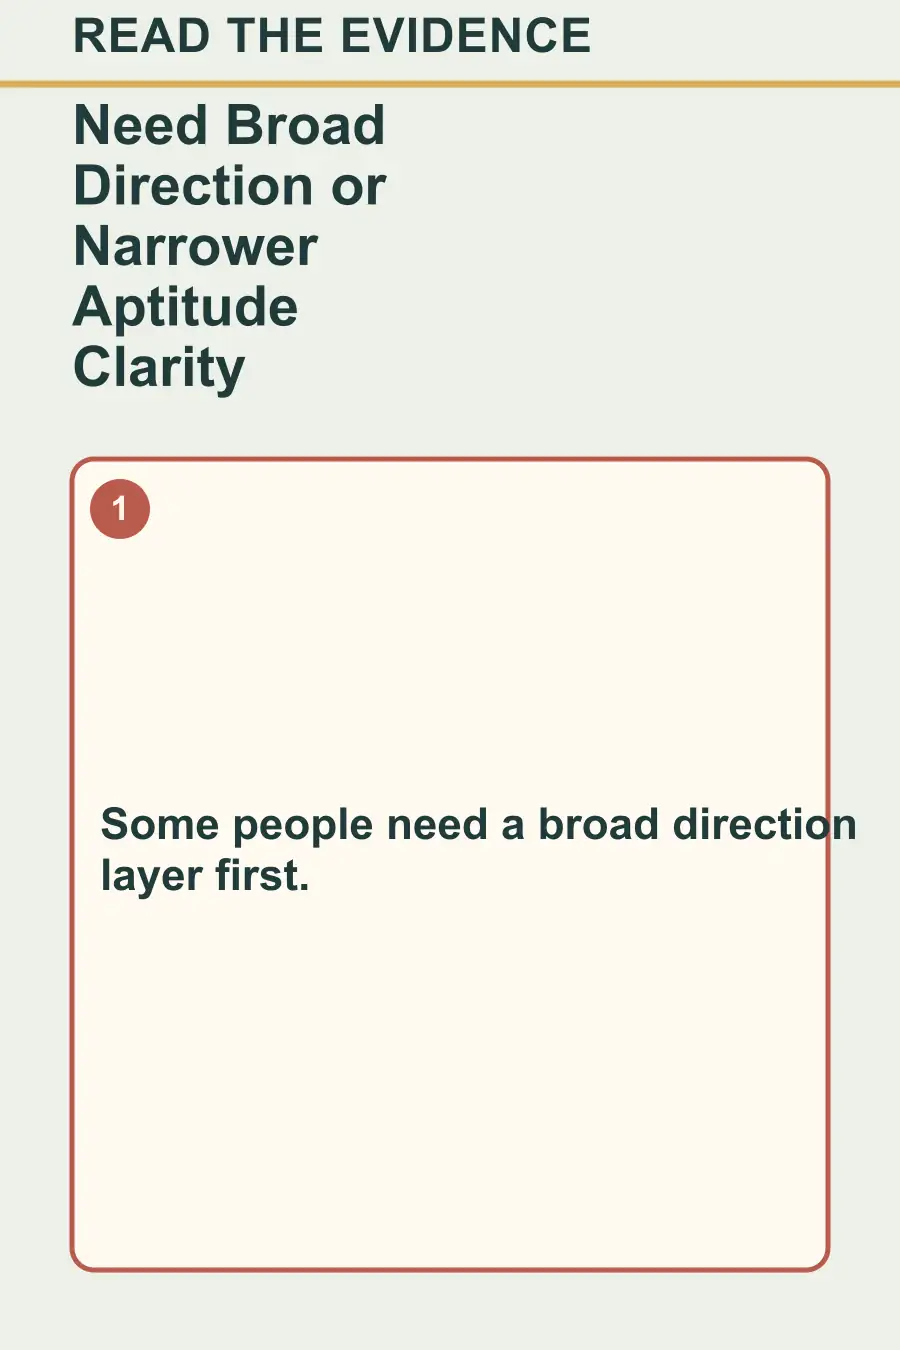 READ THE EVIDENCE
Need Broad
Direction or
Narrower
Aptitude
Clarity
1
Some people need a broad direction
layer first.